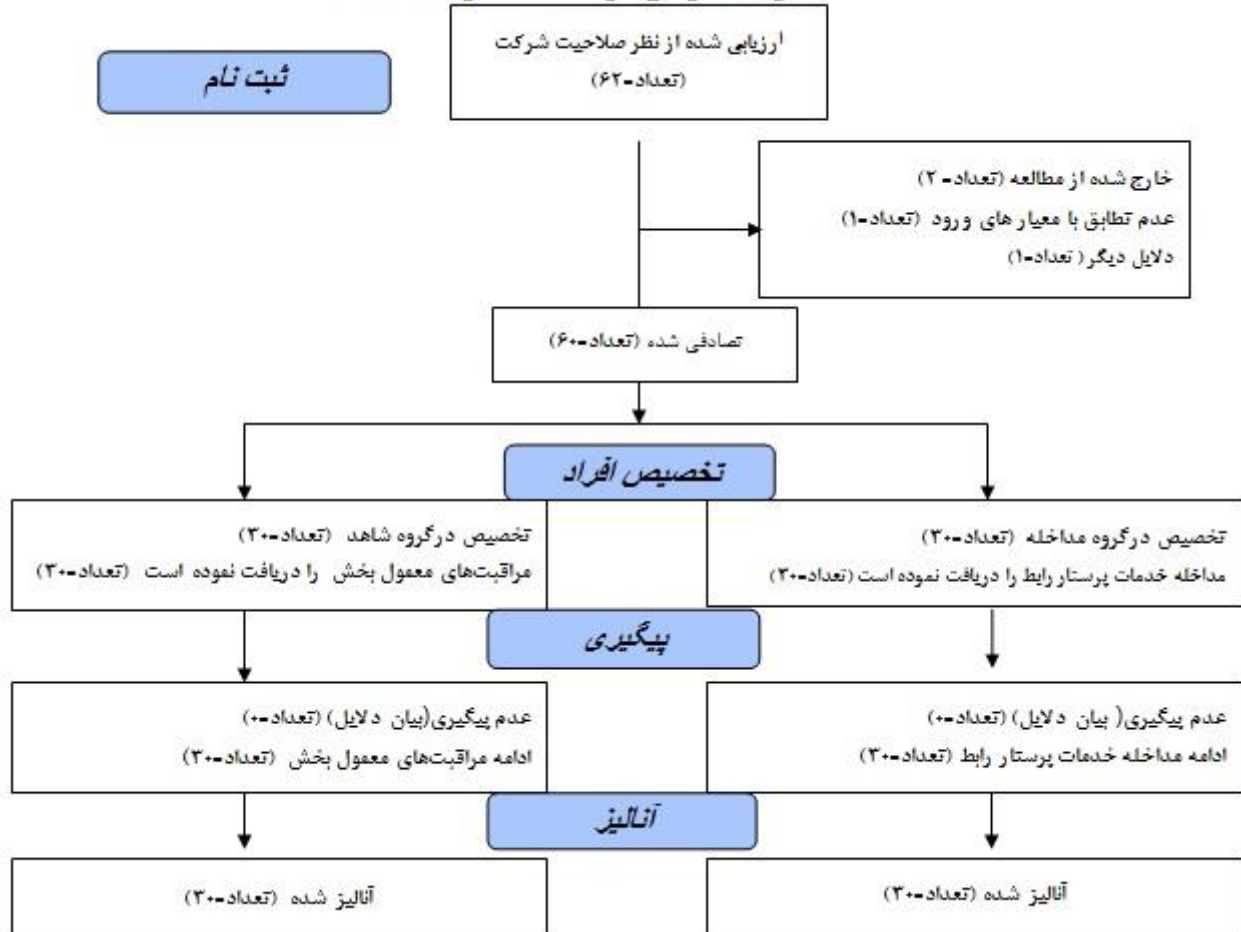 ارزیابی شده از نظر صلاحیت شرکت
(تعداد=۶۲)
ثبت نام
خارج شده از مطالعه (تعداد= ۲)
عدم تطابق با معیار های ورود (تعداد=۱)
دلایل دیگر ( تعداد=۱)
تصادفی شده (تعداد=۶۰)
تخصیص افراد
تخصیص درگروه مداخله (تعداد=۳۰)
مداخله خدمات پرستار رابط را دریافت نموده است (تعداد=۳۰)
تخصیص درگروه شاهد (تعداد=۳۰)
مراقبت‌های معمول بخش را دریافت نموده است (تعداد=۳۰)
پیگیری
عدم پیگیری( بیان دلایل) (تعداد=۰)
ادامه مداخله خدمات پرستار رابط (تعداد=۳۰)
عدم پیگیری(بیان دلایل) (تعداد=۰)
ادامه مراقبت‌های معمول بخش (تعداد=۳۰)
آنالیز
آنالیز شده (تعداد=۳۰)
آنالیز شده (تعداد=۳۰)